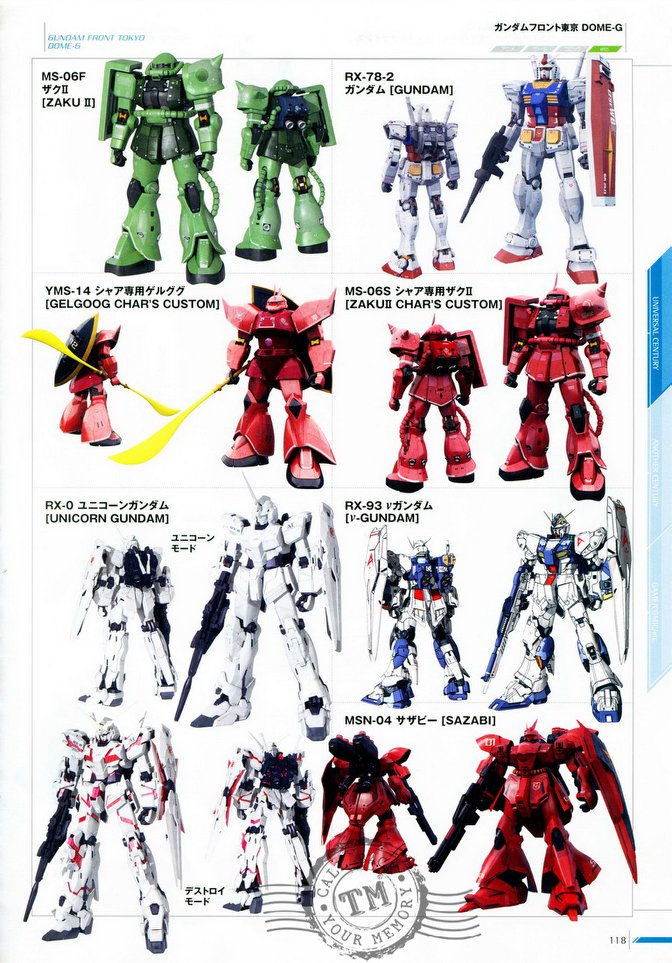 GUNDAM FRONT TOKYO
DOME-G
ガンダムフロント東京 DOME-G
MS-06F
ザクII
[ZAKU II]
RX-78-2
ガンダム [GUNDAM]
YMS-14 シャア専用ゲルググ
[GELGOOG CHAR'S CUSTOM]
MS-06S シャア専用ザクII
[ZAKUII CHAR'S CUSTOM]
RX-0 ユニコーンガンダム
[UNICORN GUNDAM]
ユニコーン
モード
RX-93 νガンダム
[ν-GUNDAM]
MSN-04 サザビー [SAZABI]
デストロイ
モード
UNIVERSAL CENTURY
ANOTHER CENTURY
TM
YOUR MEMORY
118